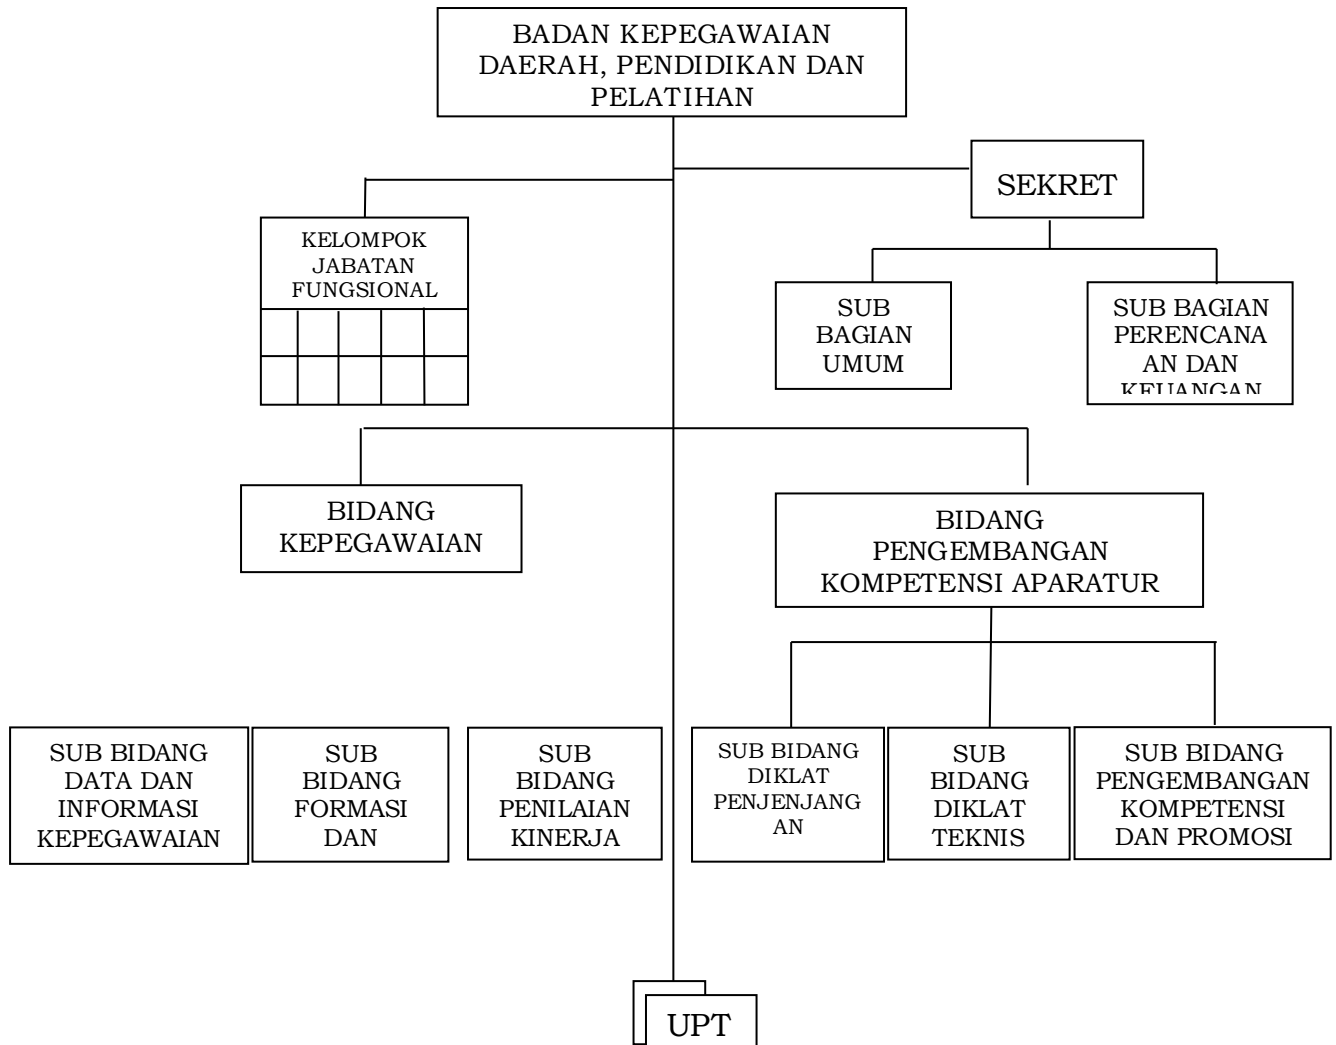 BADAN KEPEGAWAIAN
DAERAH, PENDIDIKAN DAN
PELATIHAN
SEKRET
KELOMPOK
JABATAN
FUNGSIONAL
SUB
BAGIAN
UMUM
SUB BAGIAN
PERENCANA
AN DAN
KEUANGAN
BIDANG
KEPEGAWAIAN
BIDANG
PENGEMBANGAN
KOMPETENSI APARATUR
SUB BIDANG
DATA DAN
INFORMASI
KEPEGAWAIAN
SUB
BIDANG
FORMASI
DAN
SUB
BIDANG
PENILAIAN
KINERJA
SUB BIDANG
DIKLAT
PENJENJANG
AN
SUB
BIDANG
DIKLAT
TEKNIS
SUB BIDANG
PENGEMBANGAN
KOMPETENSI
DAN PROMOSI
UPT